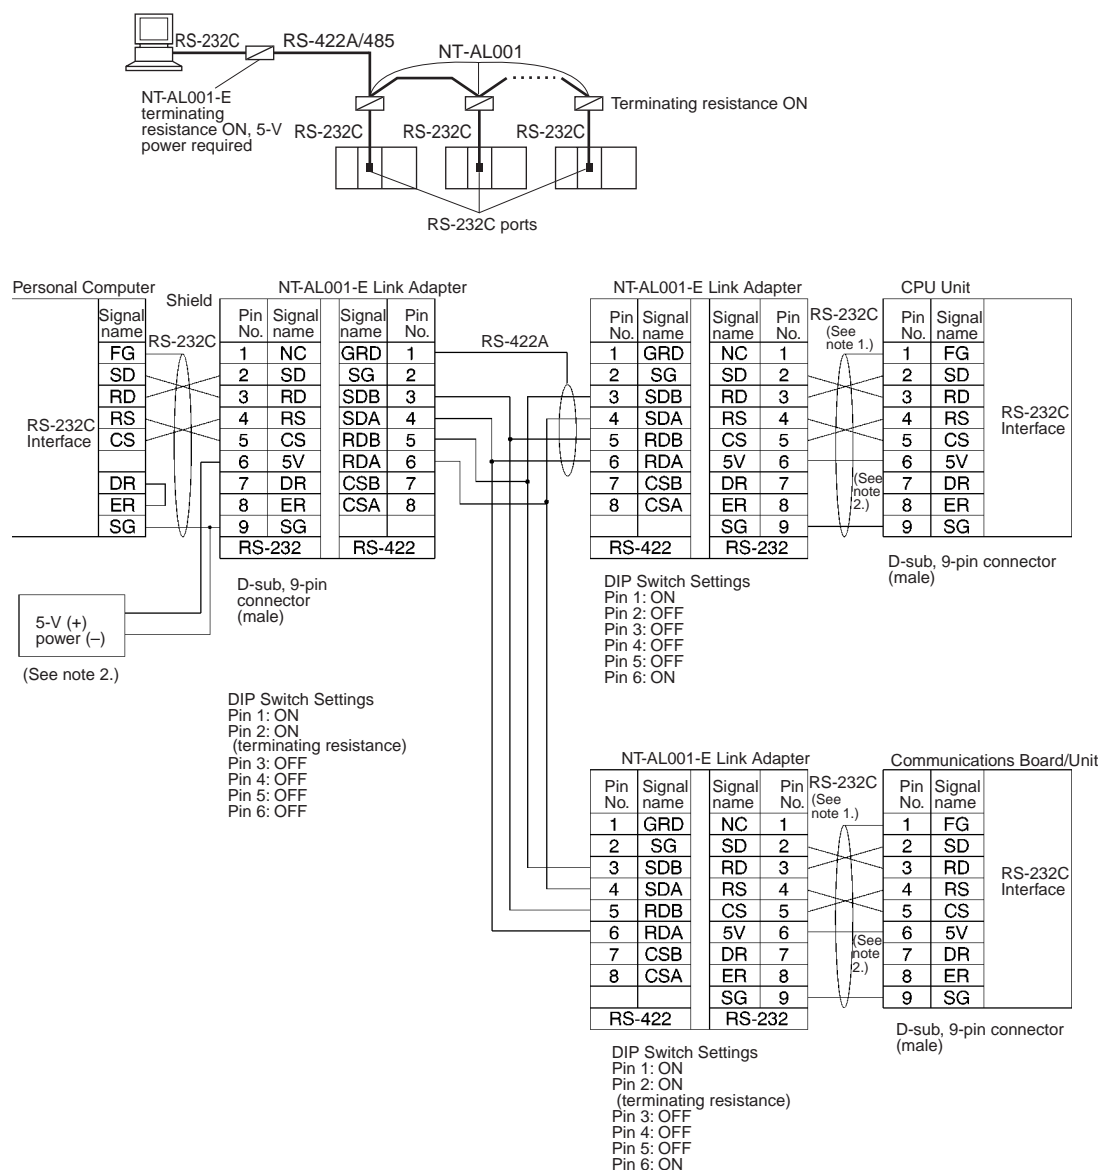 RS-232C RS-422A/485
NT-AL001
NT-AL001-E
terminating
resistance ON, 5-V
power required
Terminating resistance ON
RS-232C RS-232C RS-232C
RS-232C ports
Personal Computer
Shield
NT-AL001-E Link Adapter
Signal name
RS-232C
FG
SD
RD
RS
CS
DR
ER
SG
RS-232C
Interface
Pin No. Signal name Signal name Pin No.
1 NC GRD 1
2 SD SG 2
3 RD SDB 3
4 RS SDA 4
5 CS RDB 5
6 5V RDA 6
7 DR CSB 7
8 ER CSA 8
9 SG
RS-232 RS-422
D-sub, 9-pin
connector
(male)
5-V (+)
power (–)
(See note 2.)
DIP Switch Settings
Pin 1: ON
Pin 2: ON
(terminating resistance)
Pin 3: OFF
Pin 4: OFF
Pin 5: OFF
Pin 6: OFF
RS-422A
NT-AL001-E Link Adapter
Pin No. Signal name Signal name Pin No.
1 GRD NC 1
2 SG SD 2
3 SDB RD 3
4 SDA RS 4
5 RDB CS 5
6 RDA 5V 6
7 CSB DR 7
8 CSA ER 8
SG 9
RS-422 RS-232
RS-232C
(See
note 1.)
(See
note
2.)
CPU Unit
Pin No. Signal name
1 FG
2 SD
3 RD
4 RS
5 CS
6 5V
7 DR
8 ER
9 SG
RS-232C
Interface
D-sub, 9-pin connector
(male)
DIP Switch Settings
Pin 1: ON
Pin 2: OFF
Pin 3: OFF
Pin 4: OFF
Pin 5: OFF
Pin 6: ON
NT-AL001-E Link Adapter
Pin No. Signal name Signal name Pin No.
1 GRD NC 1
2 SG SD 2
3 SDB RD 3
4 SDA RS 4
5 RDB CS 5
6 RDA 5V 6
7 CSB DR 7
8 CSA ER 8
SG 9
RS-422 RS-232
RS-232C
(See
note 1.)
(See
note
2.)
Communications Board/Unit
Pin No. Signal name
1 FG
2 SD
3 RD
4 RS
5 CS
6 5V
7 DR
8 ER
9 SG
RS-232C
Interface
D-sub, 9-pin connector
(male)
DIP Switch Settings
Pin 1: ON
Pin 2: ON
(terminating resistance)
Pin 3: OFF
Pin 4: OFF
Pin 5: OFF
Pin 6: ON